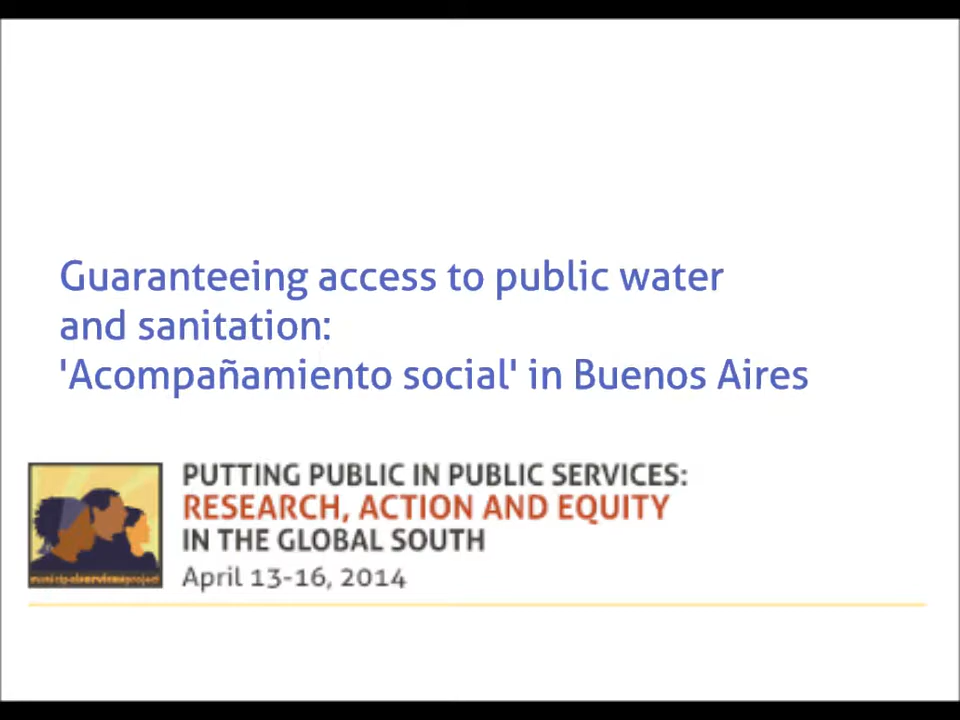 Guaranteeing access to public water
and sanitation:
'Acompañamiento social' in Buenos Aires
PUTTING PUBLIC IN PUBLIC SERVICES:
RESEARCH, ACTION AND EQUITY
IN THE GLOBAL SOUTH
April 13-16, 2014
municipalservicesproject